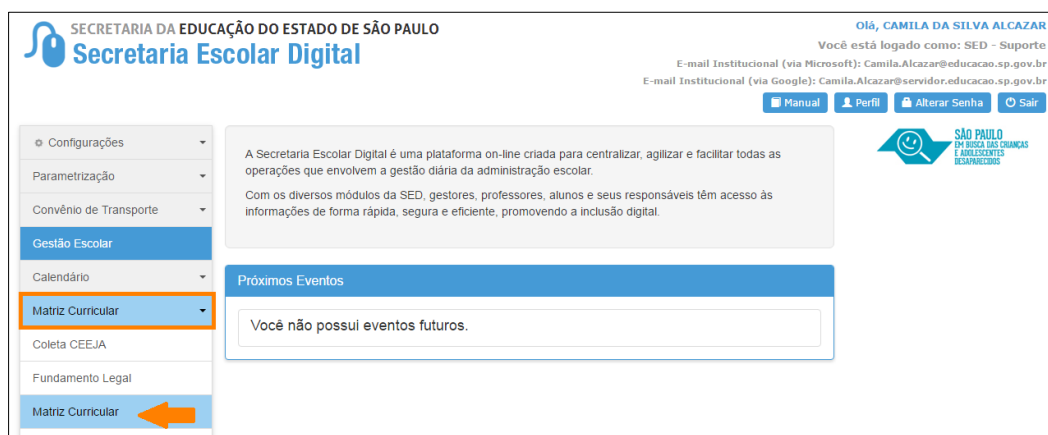 SECRETARIA DA EDUCAÇÃO DO ESTADO DE SÃO PAULO
Secretaria Escolar Digital
Olá, CAMILA DA SILVA ALCAZAR
Você está logado como: SED - Suporte
E-mail Institucional (via Microsoft): Camila.Alcazar@educacao.sp.gov.br
E-mail Institucional (via Google): Camila.Alcazar@servidor.educacao.sp.gov.br
Manual Perfil Alterar Senha Sair
Configurações
Parametrização
Convênio de Transporte
Gestão Escolar
Calendário
Matriz Curricular
Coleta CEEJA
Fundamento Legal
Matriz Curricular
A Secretaria Escolar Digital é uma plataforma on-line criada para centralizar, agilizar e facilitar todas as
operações que envolvem a gestão diária da administração escolar.
Com os diversos módulos da SED, gestores, professores, alunos e seus responsáveis têm acesso às
informações de forma rápida, segura e eficiente, promovendo a inclusão digital.
Próximos Eventos
Você não possui eventos futuros.
SÃO PAULO
EM BUSCA DAS CRIANÇAS
E ADOLESCENTES
DESAPARECIDOS